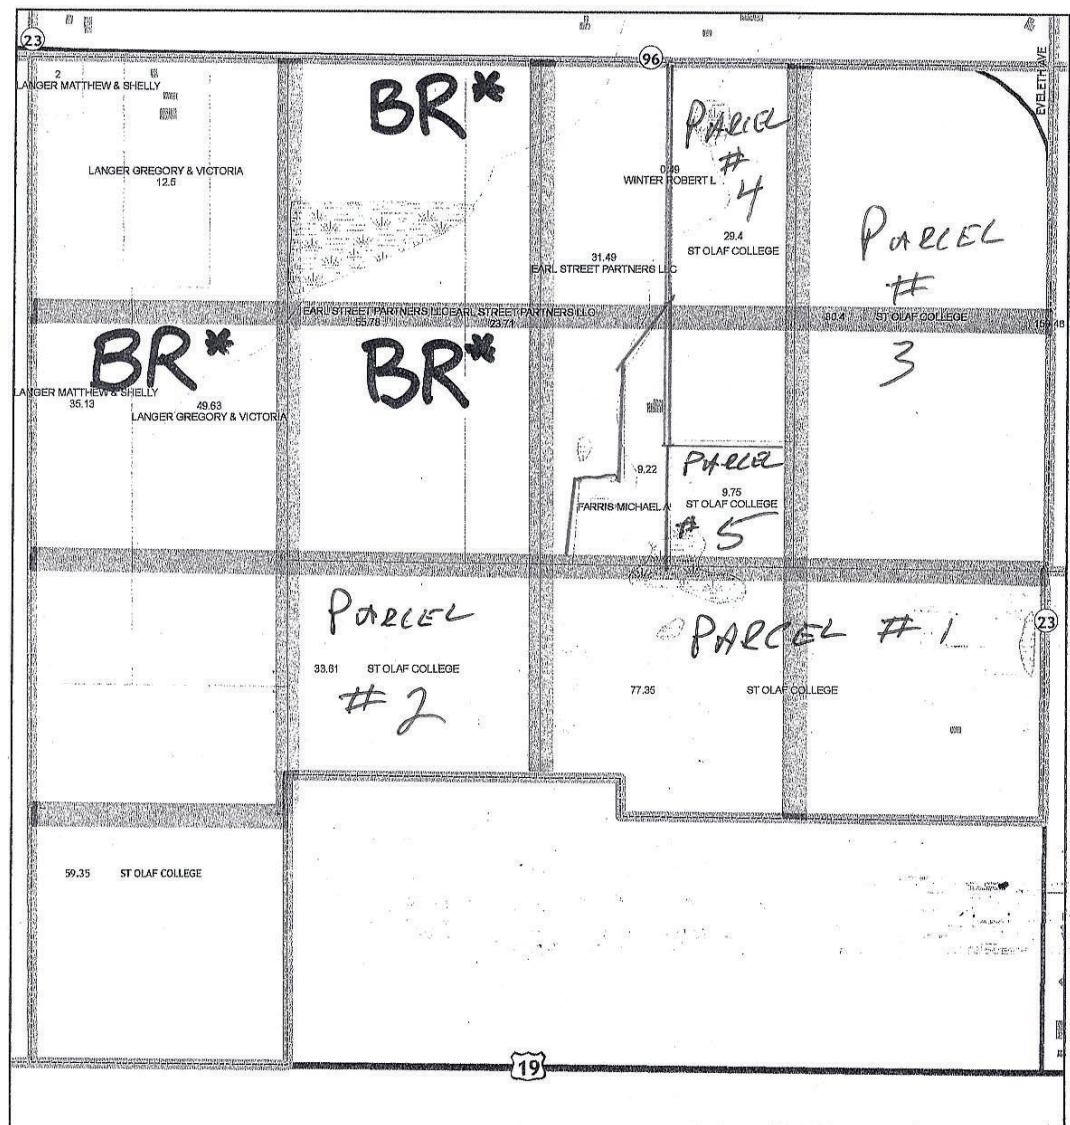 23
96
EVELETH AVE
2
LANGER MATTHEW & SHELLY
BR*
PARCEL
#
4
LANGER GREGORY & VICTORIA
12.5
WINTER ROBERT L
29.4
ST OLAF COLLEGE
PARCEL
#
3
31.49
EARL STREET PARTNERS LLC
EARL STREET PARTNERS LLC
55.78
EARL STREET PARTNERS LLC
23.71
80.4 ST OLAF COLLEGE
BR*
BR*
LANGER MATTHEW & SHELLY
35.13
49.63
LANGER GREGORY & VICTORIA
9.22
FARRIS MICHAEL A
PARCEL
9.75
ST OLAF COLLEGE
# 5
PARCEL
33.61 ST OLAF COLLEGE
# 2
PARCEL # 1
77.35 ST OLAF COLLEGE
23
59.35 ST OLAF COLLEGE
19